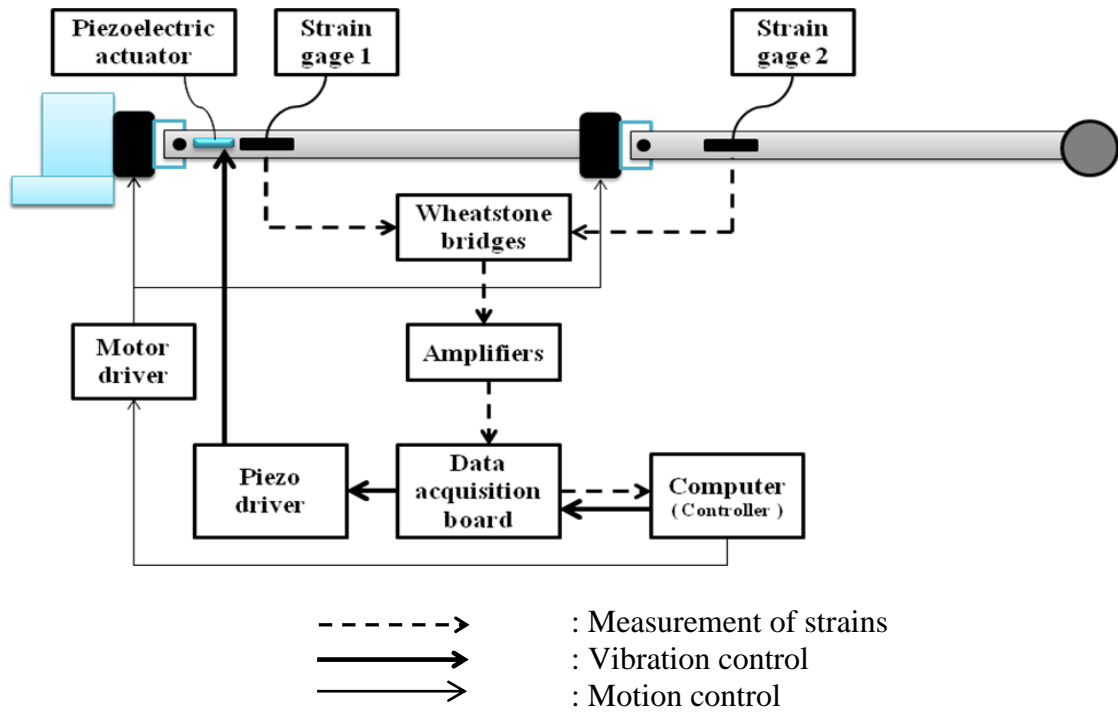 Piezoelectric
actuator
Strain
gage 1
Strain
gage 2
Wheatstone
bridges
Motor
driver
Amplifiers
Piezo
driver
Data
acquisition
board
Computer
( Controller )
: Measurement of strains
: Vibration control
: Motion control